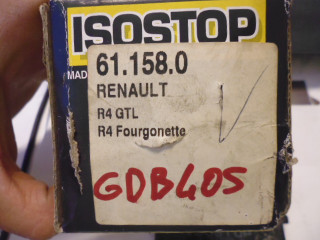 ISOSTOP
MAD
61.158.0
RENAULT
R4 GTL
R4 Fourgonette
GDB405